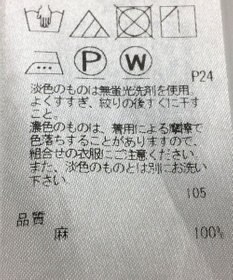 P
W
P24
淡色のものは無蛍光洗剤を使用。
よくすすぎ、絞りの後すぐに干す
こと。
濃色のものは、着用による摩擦で
色落ちすることがありますので、
組合せの衣服にご注意ください。
また、淡色のものとは別にお洗い
下さい。
105
品質
麻 100%